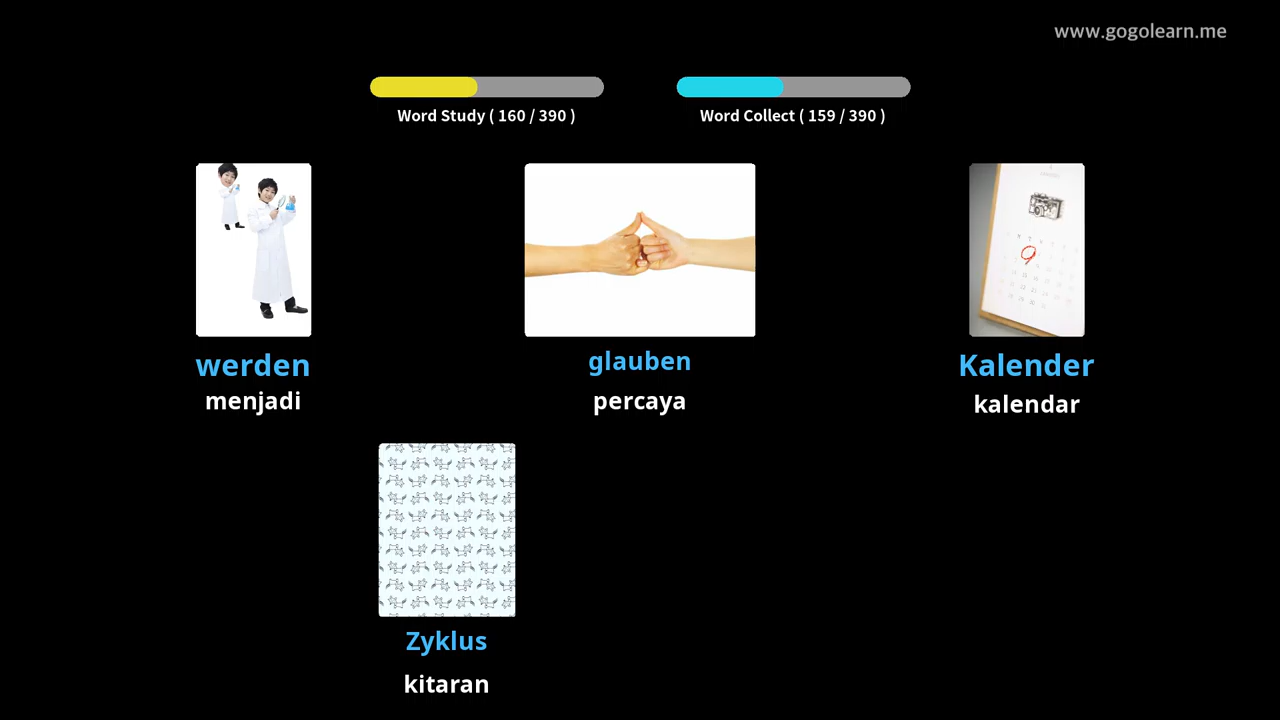 www.gogolearn.me
Word Study ( 160 / 390 )
Word Collect ( 159 / 390 )
werden
menjadi
glauben
percaya
Kalender
kalendar
Zyklus
kitaran